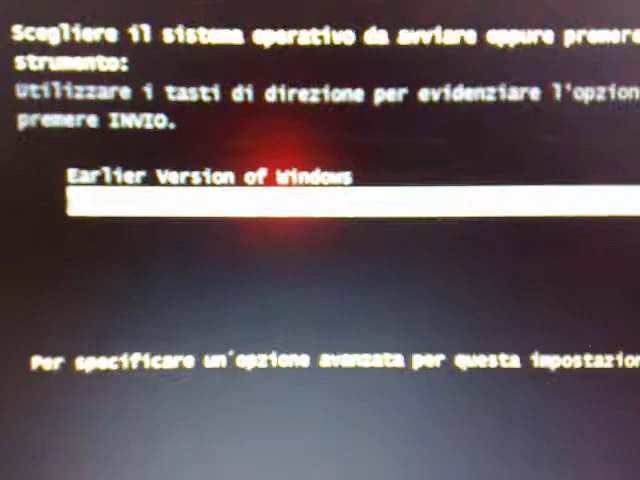 Scegliere il sistema operativo da avviare oppure premere
strumento:
Utilizzare i tasti di direzione per evidenziare l'opzion
premere INVIO.
Earlier Version of Windows
Per specificare un'opzione avanzata per questa impostazion